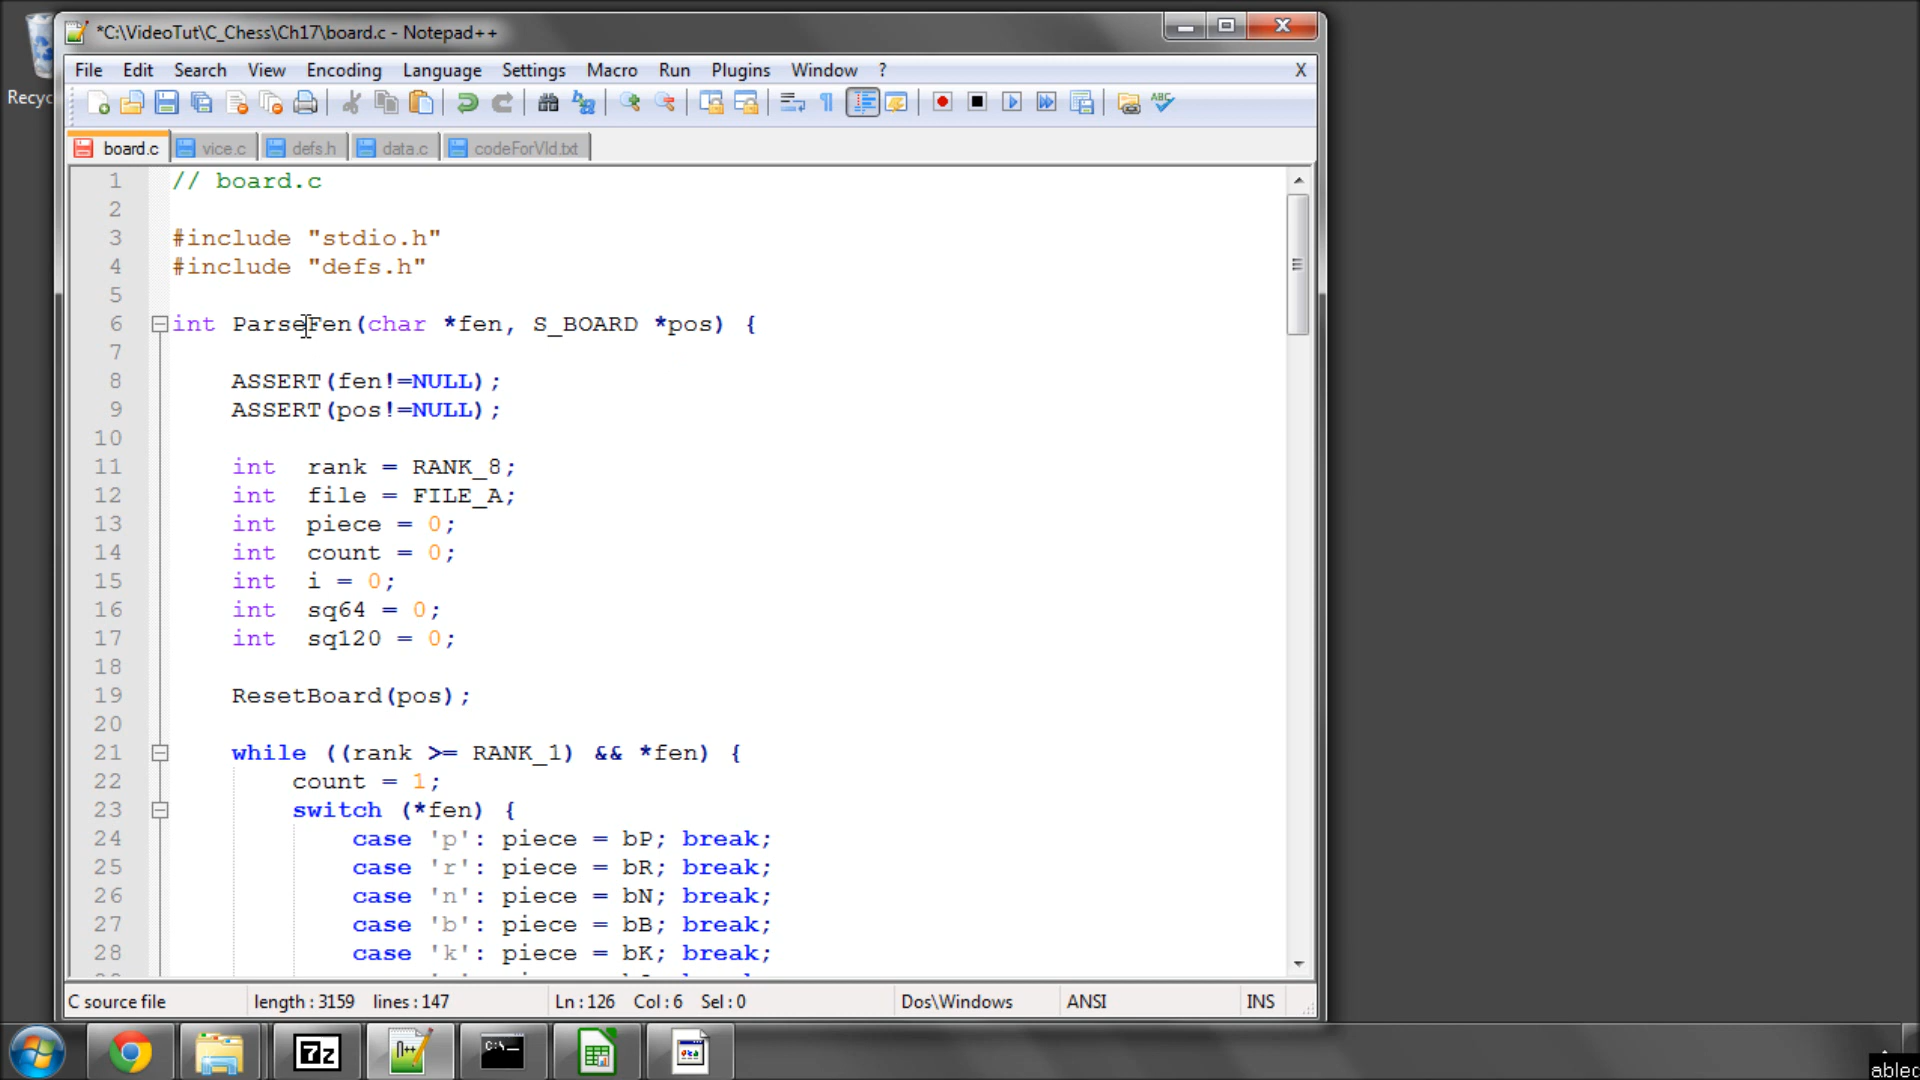 *C:\VideoTut\C_Chess\Ch17\board.c - Notepad++
Recyc
File Edit Search View Encoding Language Settings Macro Run Plugins Window ? X
board.c vice.c defs.h data.c codeForVid.txt
1 // board.c
2
3 #include "stdio.h"
4 #include "defs.h"
5
6 int ParseFen(char *fen, S_BOARD *pos) {
7
8 ASSERT(fen!=NULL);
9 ASSERT(pos!=NULL);
10
11 int rank = RANK_8;
12 int file = FILE_A;
13 int piece = 0;
14 int count = 0;
15 int i = 0;
16 int sq64 = 0;
17 int sq120 = 0;
18
19 ResetBoard(pos);
20
21 while ((rank >= RANK_1) && *fen) {
22 count = 1;
23 switch (*fen) {
24 case 'p': piece = bP; break;
25 case 'r': piece = bR; break;
26 case 'n': piece = bN; break;
27 case 'b': piece = bB; break;
28 case 'k': piece = bK; break;
C source file length : 3159 lines : 147 Ln : 126 Col : 6 Sel : 0 Dos\Windows ANSI INS
7z
C:\_
ablec